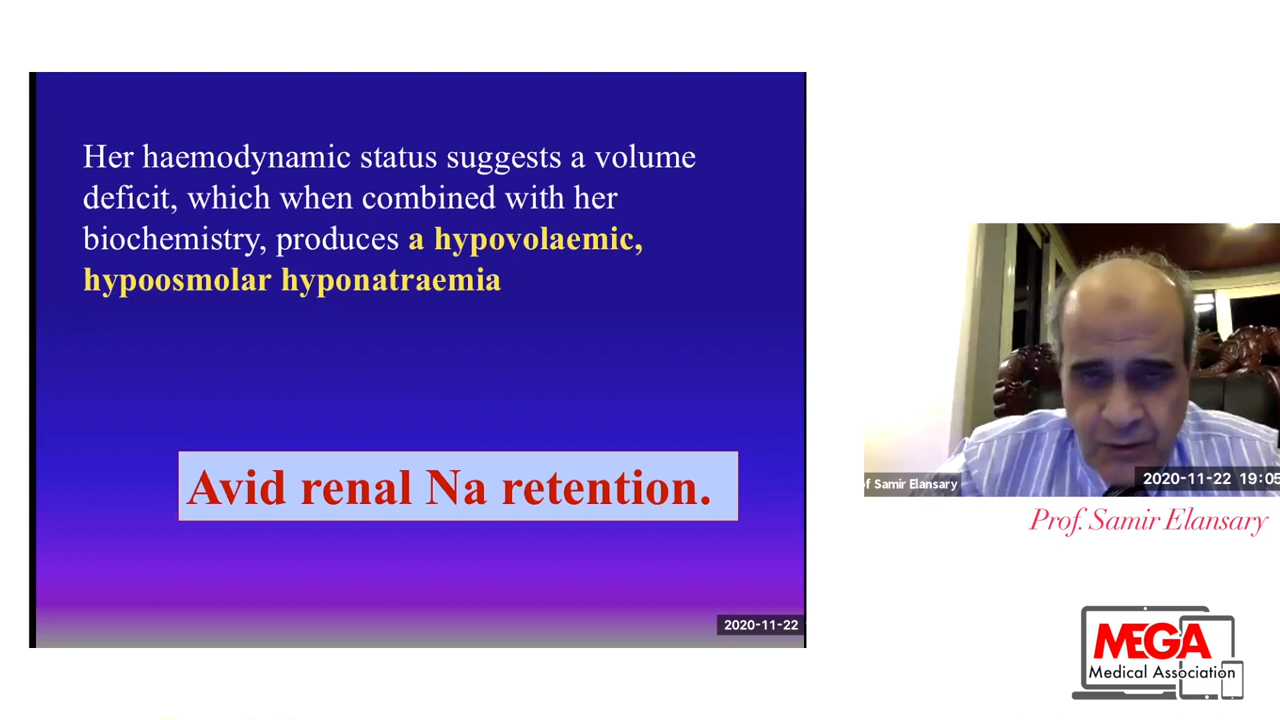 Her haemodynamic status suggests a volume
deficit, which when combined with her
biochemistry, produces a hypovolaemic,
hypoosmolar hyponatraemia
Avid renal Na retention.
2020-11-22
f Samir Elansary
2020-11-22 19:05
Prof. Samir Elansary
MEGA
Medical Association